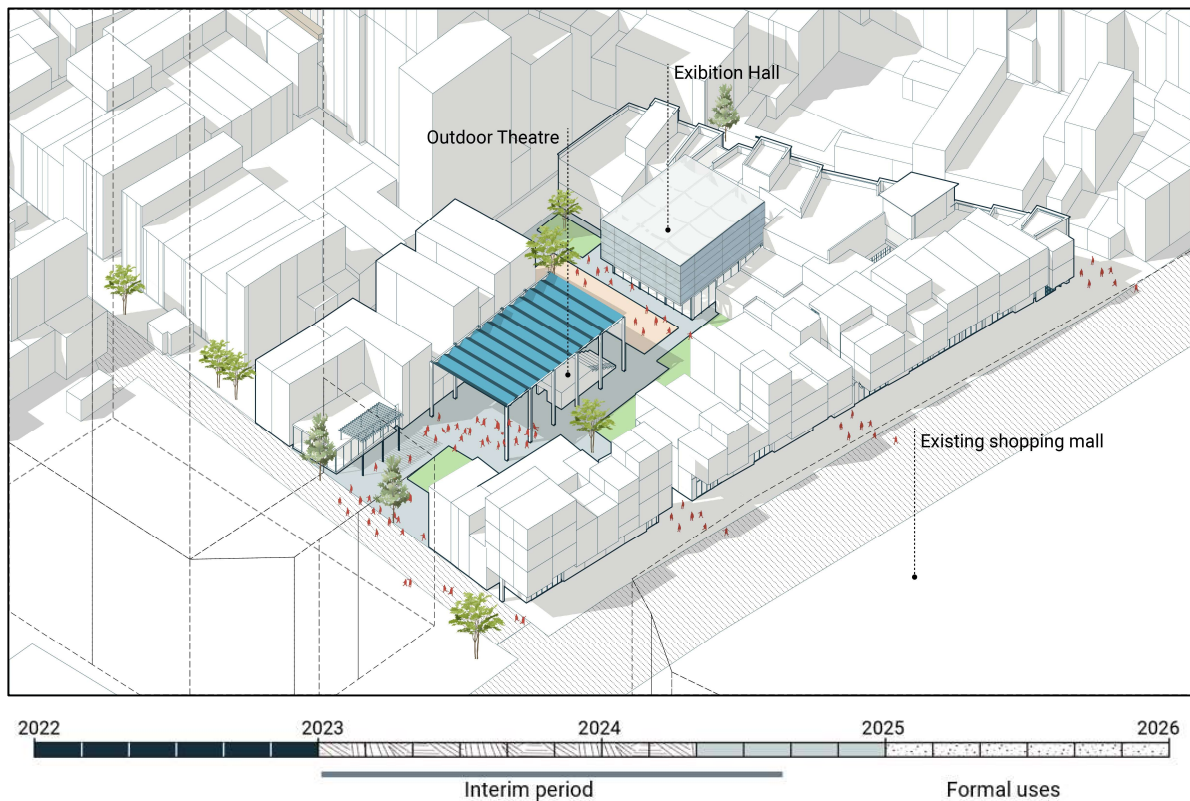 Exibition Hall
Outdoor Theatre
Existing shopping mall
2022 2023 2024 2025 2026
Interim period Formal uses